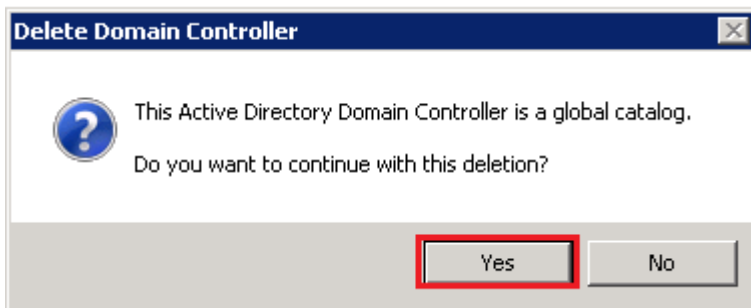 Delete Domain Controller
This Active Directory Domain Controller is a global catalog.
Do you want to continue with this deletion?
Yes
No